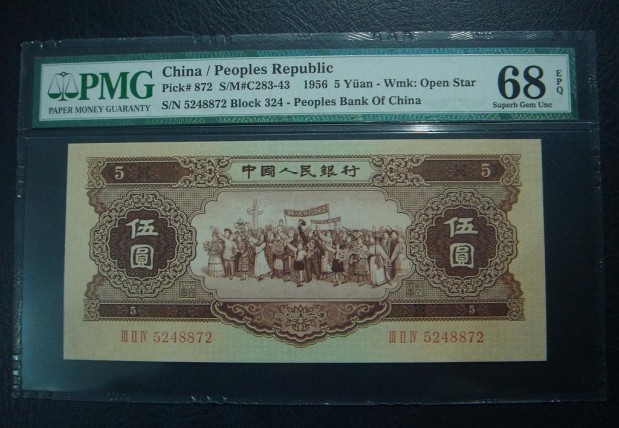 PMG
PAPER MONEY GUARANTY
China / Peoples Republic
Pick# 872 S/M#C283-43 1956 5 Yüan - Wmk: Open Star
S/N 5248872 Block 324 - Peoples Bank Of China
68 EPQ
Superb Gem Unc
5 中國人民銀行 5
伍圓 伍圓
5 5
III II IV 5248872 III II IV 5248872